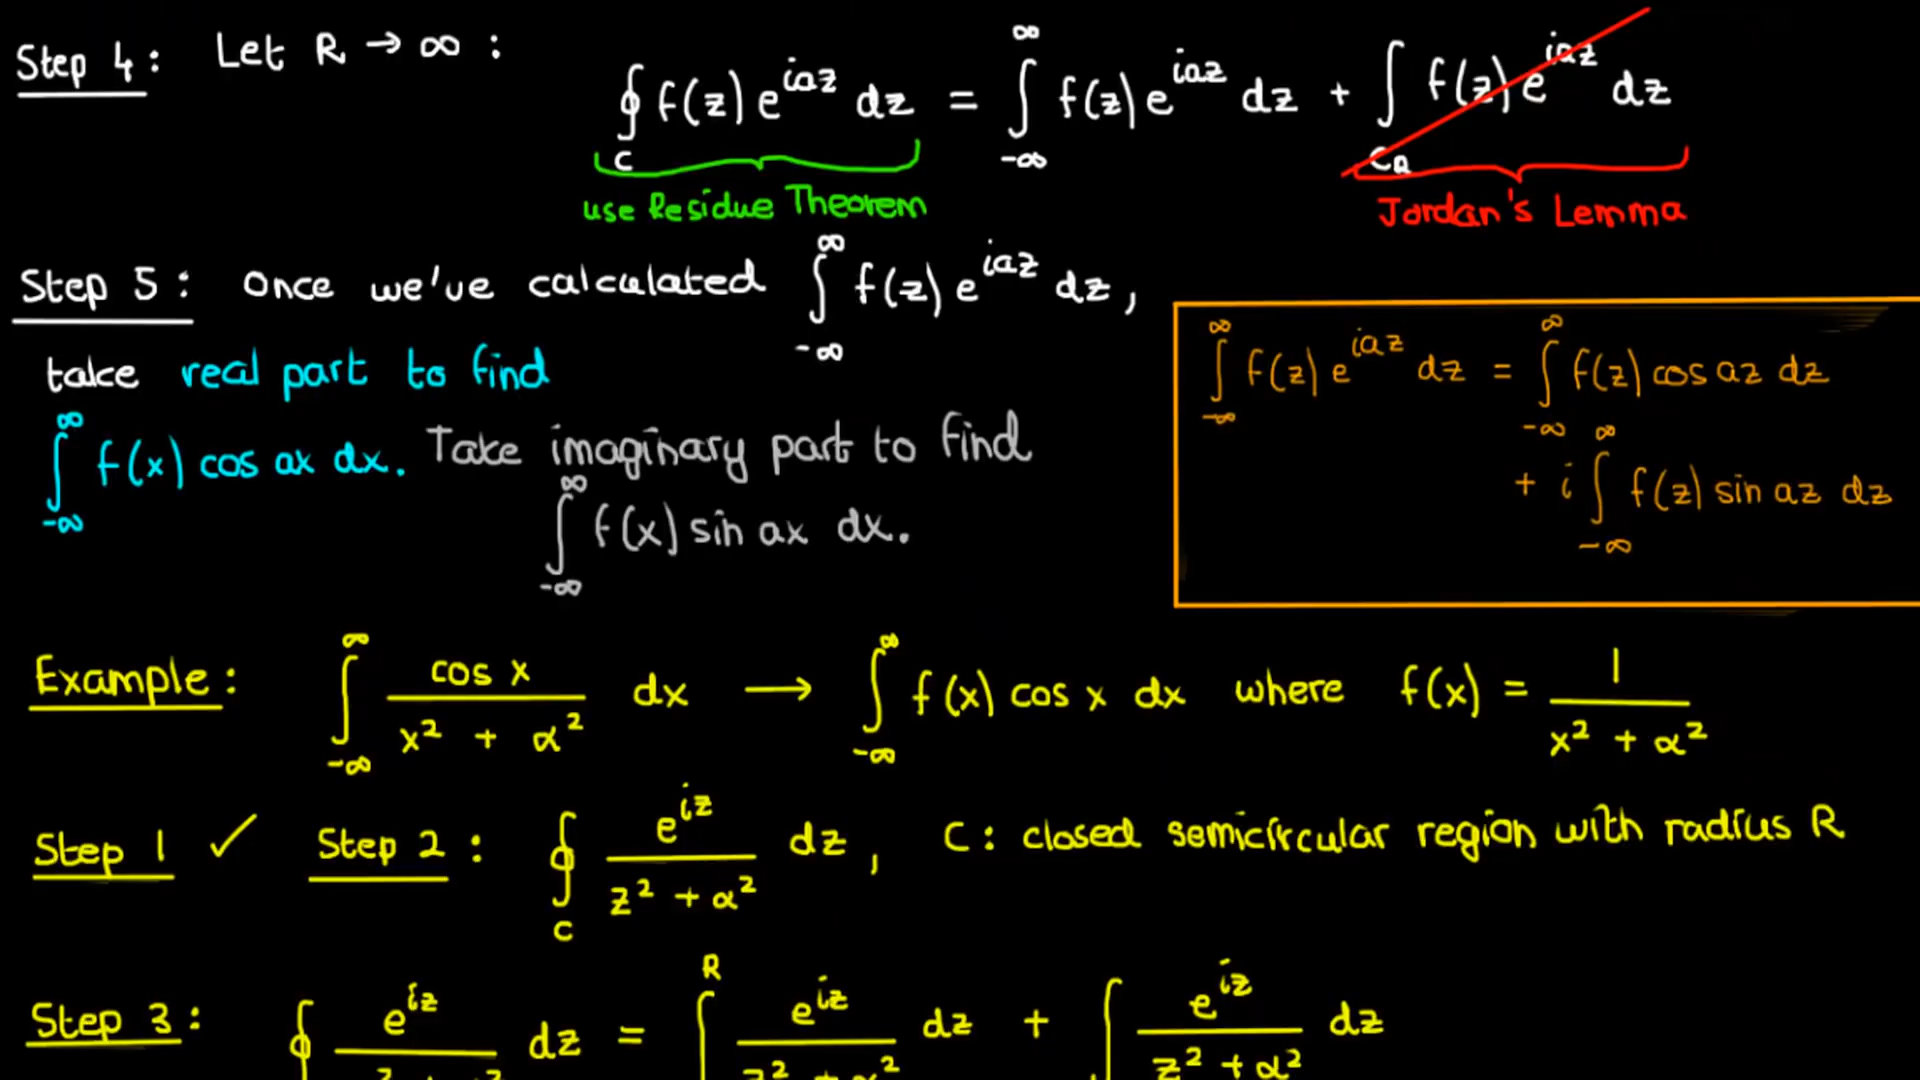 Step 4: Let R → ∞ : ∮_C f(z) e^{iaz} dz = ∫_{-∞}^{∞} f(z) e^{iaz} dz + ∫_{C_R} f(z) e^{iaz} dz
use Residue Theorem Jordan's Lemma
Step 5: Once we've calculated ∫_{-∞}^{∞} f(z) e^{iaz} dz,
take real part to find
∫_{-∞}^{∞} f(x) cos ax dx. Take imaginary part to find
∫_{-∞}^{∞} f(x) sin ax dx.
∫_{-∞}^{∞} f(z) e^{iaz} dz = ∫_{-∞}^{∞} f(z) cos az dz
+ i ∫_{-∞}^{∞} f(z) sin az dz
Example: ∫_{-∞}^{∞} cos x / (x² + α²) dx → ∫_{-∞}^{∞} f(x) cos x dx where f(x) = 1 / (x² + α²)
Step 1 ✓ Step 2: ∮_C e^{iz} / (z² + α²) dz, C: closed semicircular region with radius R
Step 3: ∮ e^{iz} / (z² + α²) dz = ∫^{R} e^{iz} / (z² + α²) dz + ∫ e^{iz} / (z² + α²) dz